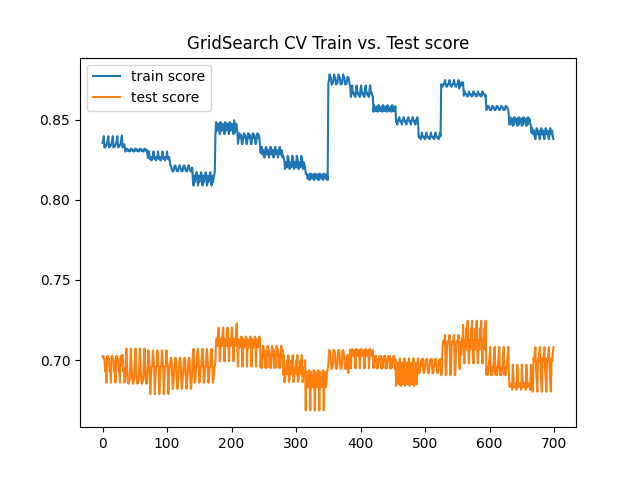 GridSearch CV Train vs. Test score
train score
test score
0.85
0.80
0.75
0.70
0 100 200 300 400 500 600 700